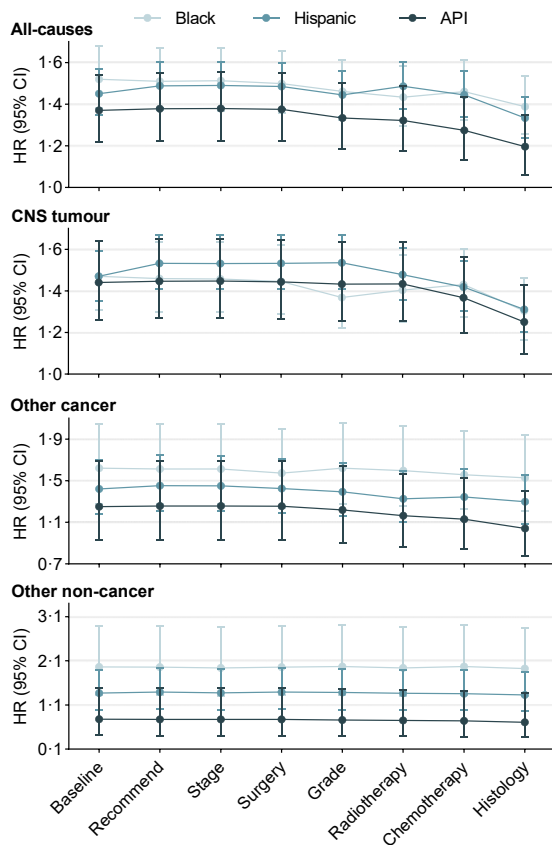 Black Hispanic API
All-causes
HR (95% CI)
1·6
1·4
1·2
1·0
CNS tumour
HR (95% CI)
1·6
1·4
1·2
1·0
Other cancer
HR (95% CI)
1·9
1·5
1·1
0·7
Other non-cancer
HR (95% CI)
3·1
2·1
1·1
0·1
Baseline
Recommend
Stage
Surgery
Grade
Radiotherapy
Chemotherapy
Histology